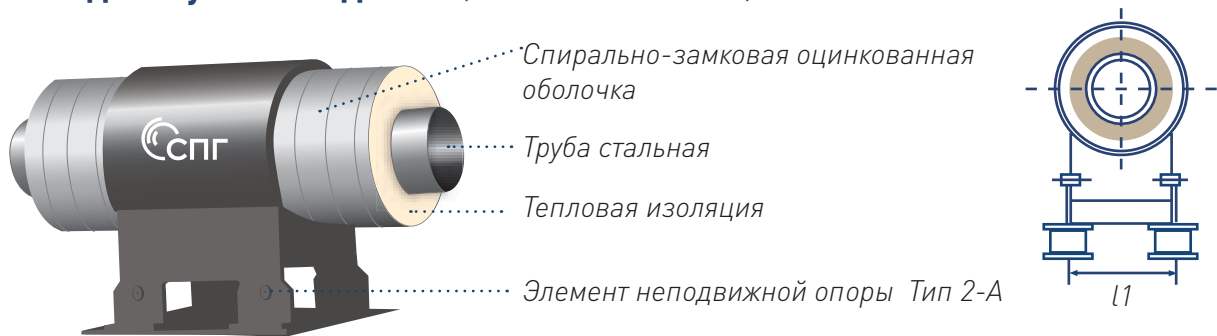 Спирально-замковая оцинкованная
оболочка
СПГ
Труба стальная
Тепловая изоляция
Элемент неподвижной опоры Тип 2-А
l1